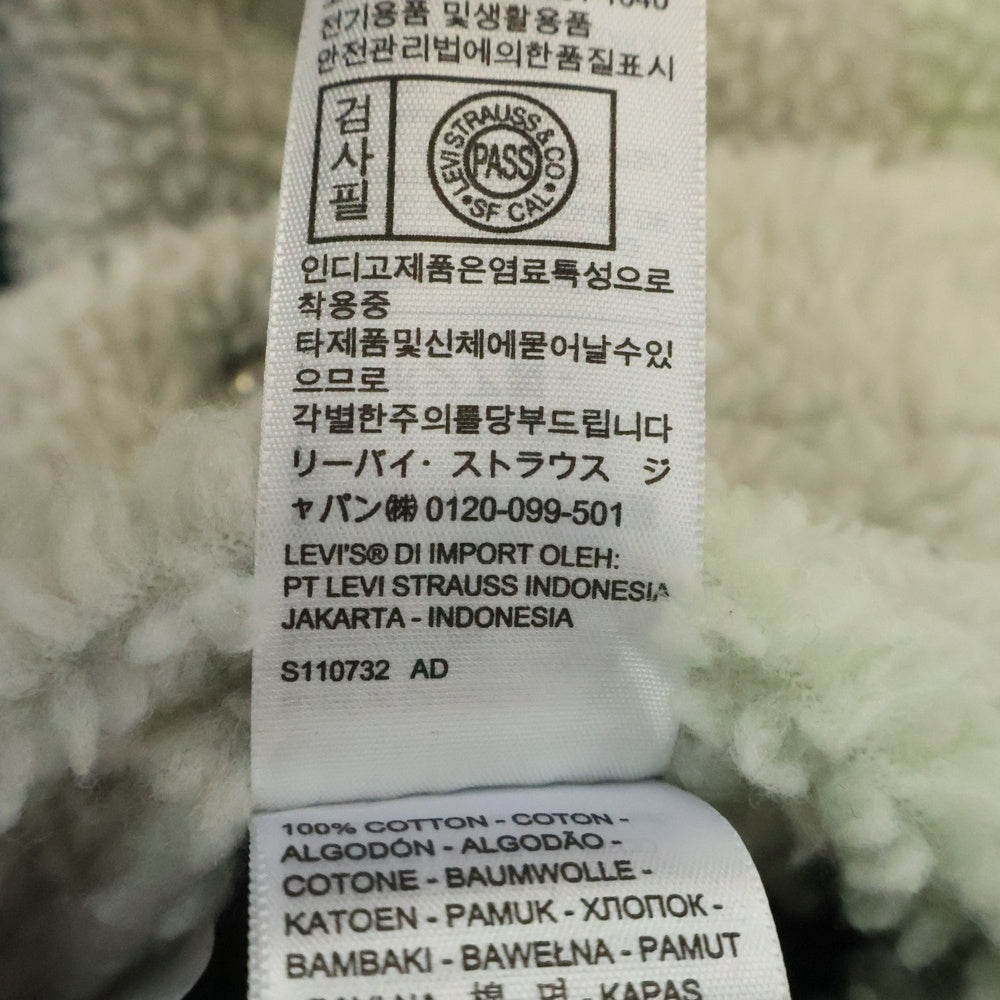 전기용품 및생활용품
안전관리법에의한품질표시
검사필
LEVI STRAUSS & CO
PASS
SF CAL
인디고제품은염료특성으로
착용중
타제품및신체에묻어날수있
으므로
각별한주의를당부드립니다
リーバイ・ストラウス ジ
ャパン㈱ 0120-099-501
LEVI'S® DI IMPORT OLEH:
PT LEVI STRAUSS INDONESIA
JAKARTA - INDONESIA
S110732 AD
100% COTTON - COTON -
ALGODÓN - ALGODÃO -
COTONE - BAUMWOLLE -
KATOEN - PAMUK - ХЛОПОК -
BAMBAKI - BAWEŁNA - PAMUT
棉 - KAPAS